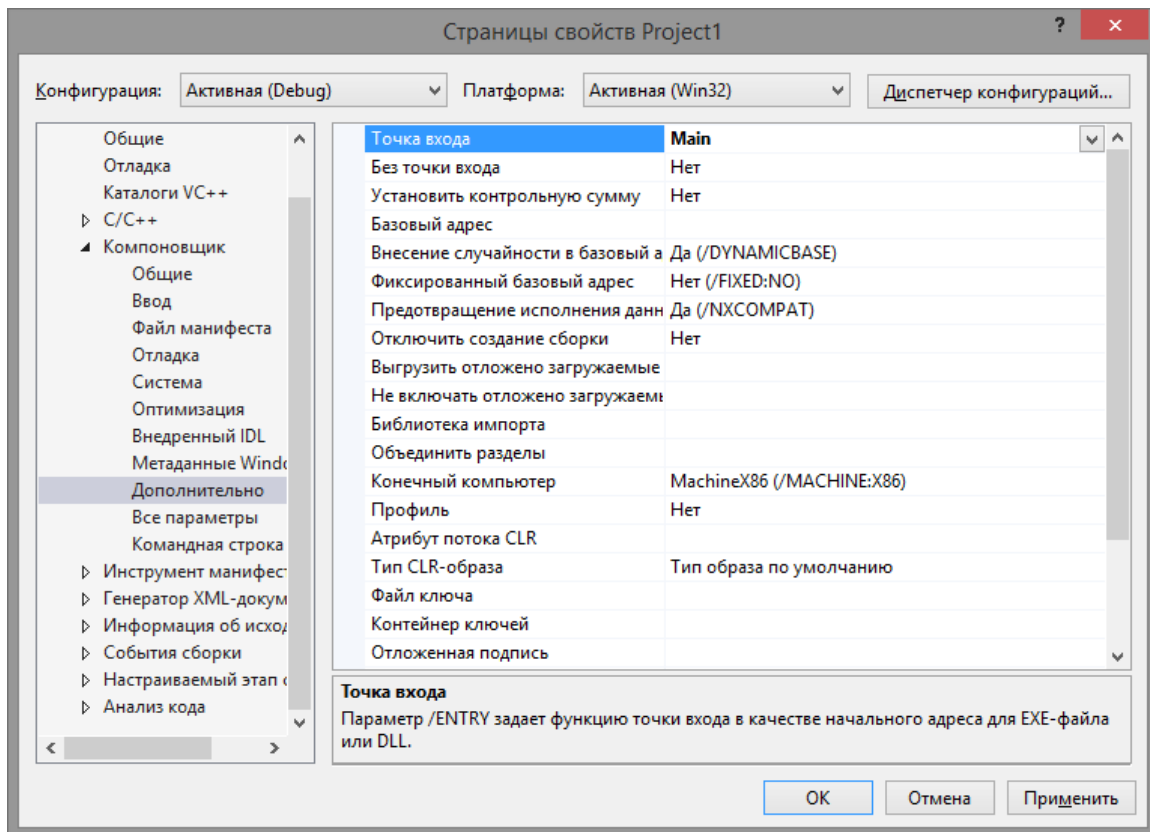 Страницы свойств Project1
?
×
Конфигурация: Активная (Debug) Платформа: Активная (Win32) Диспетчер конфигураций...
Общие
Отладка
Каталоги VC++
C/C++
Компоновщик
Общие
Ввод
Файл манифеста
Отладка
Система
Оптимизация
Внедренный IDL
Метаданные Windo
Дополнительно
Все параметры
Командная строка
Инструмент манифест
Генератор XML-докум
Информация об исход
События сборки
Настраиваемый этап с
Анализ кода
Точка входа Main
Без точки входа Нет
Установить контрольную сумму Нет
Базовый адрес
Внесение случайности в базовый а Да (/DYNAMICBASE)
Фиксированный базовый адрес Нет (/FIXED:NO)
Предотвращение исполнения данн Да (/NXCOMPAT)
Отключить создание сборки Нет
Выгрузить отложено загружаемые
Не включать отложено загружаемы
Библиотека импорта
Объединить разделы
Конечный компьютер MachineX86 (/MACHINE:X86)
Профиль Нет
Атрибут потока CLR
Тип CLR-образа Тип образа по умолчанию
Файл ключа
Контейнер ключей
Отложенная подпись
Точка входа
Параметр /ENTRY задает функцию точки входа в качестве начального адреса для EXE-файла
или DLL.
ОК Отмена Применить